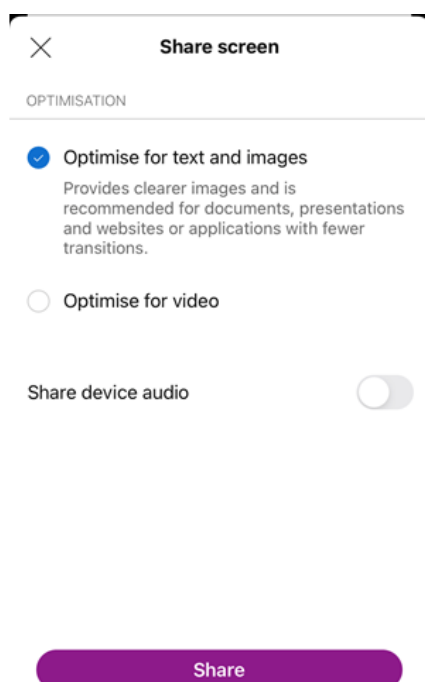 Share screen
OPTIMISATION
Optimise for text and images
Provides clearer images and is
recommended for documents, presentations
and websites or applications with fewer
transitions.
Optimise for video
Share device audio
Share